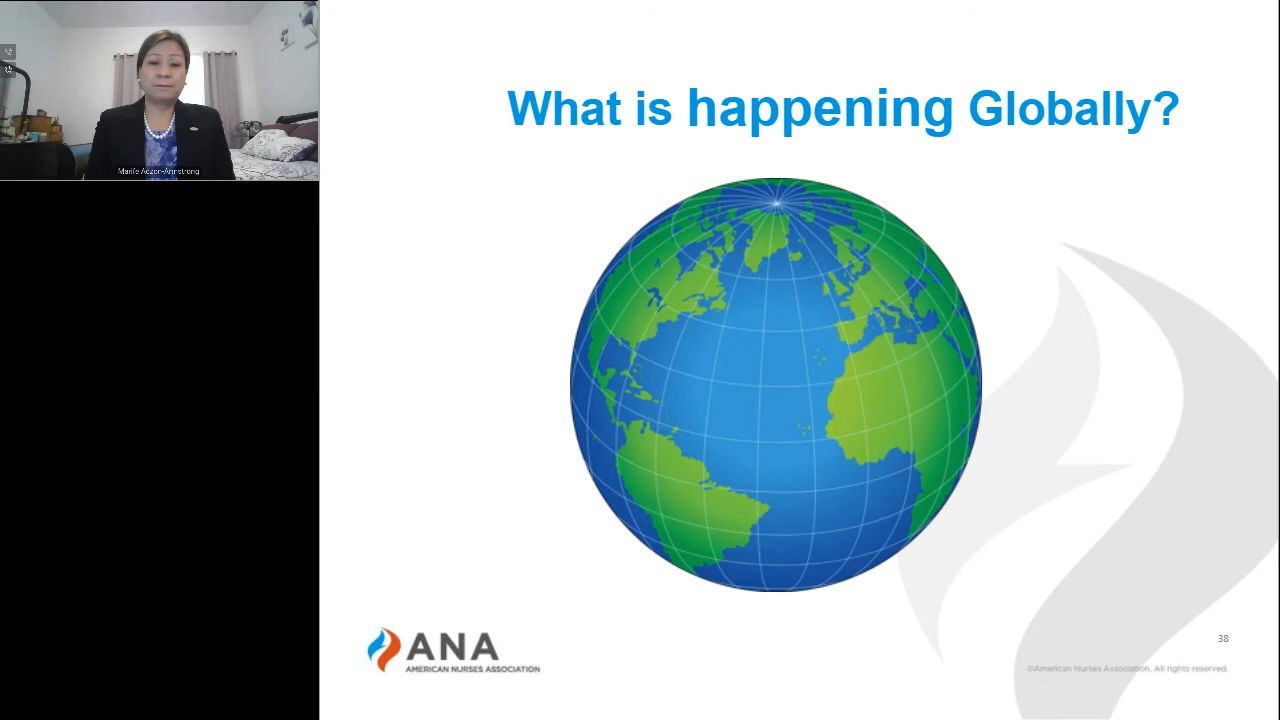 Marife Aczon-Armstrong
What is happening Globally?
ANA
AMERICAN NURSES ASSOCIATION
38
©American Nurses Association. All rights reserved.